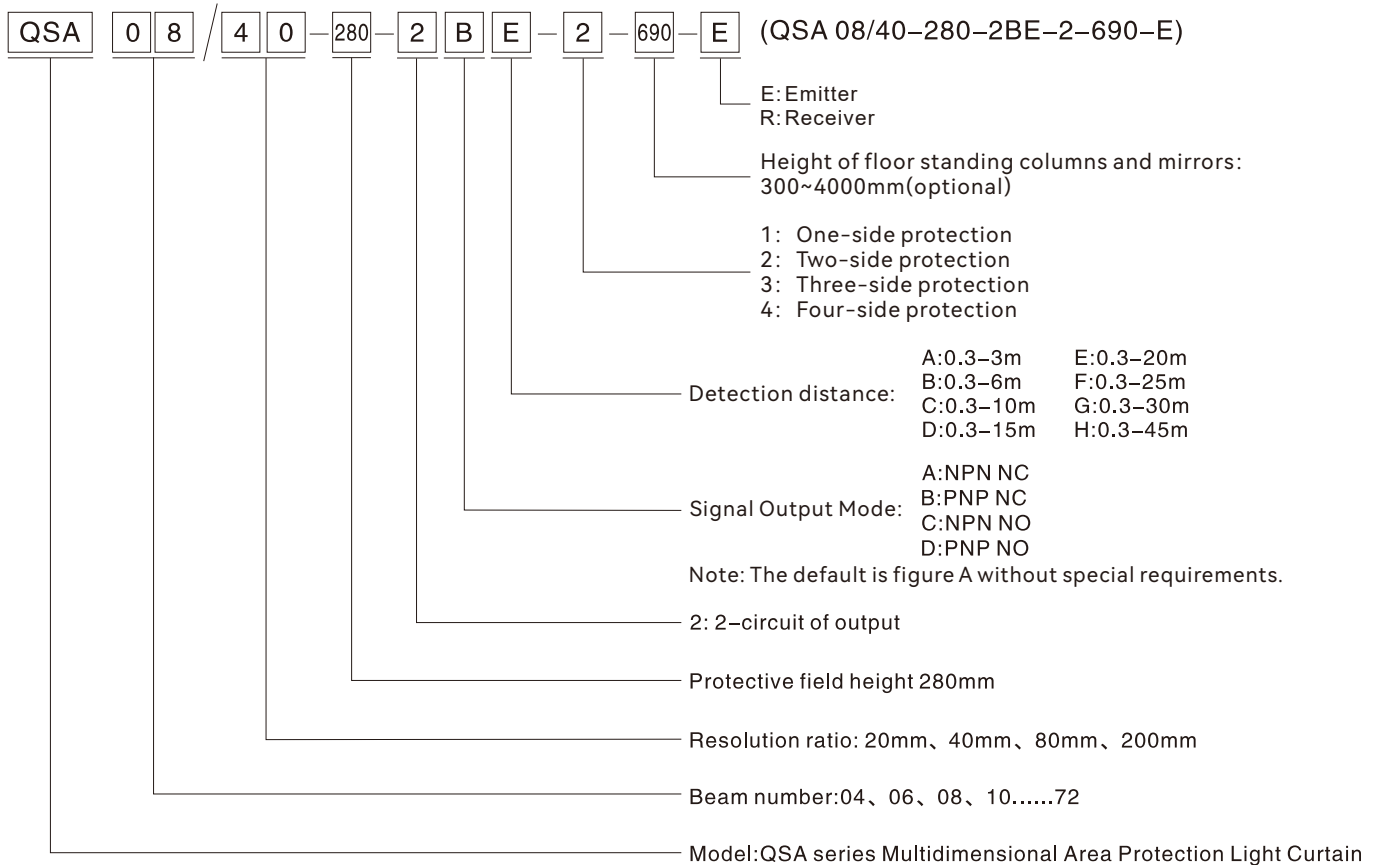 QSA 08/40–280–2BE–2–690–E (QSA 08/40–280–2BE–2–690–E)
E:Emitter
R:Receiver
Height of floor standing columns and mirrors:
300~4000mm(optional)
1: One-side protection
2: Two-side protection
3: Three-side protection
4: Four-side protection
Detection distance:
A:0.3–3m E:0.3–20m
B:0.3–6m F:0.3–25m
C:0.3–10m G:0.3–30m
D:0.3–15m H:0.3–45m
Signal Output Mode:
A:NPN NC
B:PNP NC
C:NPN NO
D:PNP NO
Note: The default is figure A without special requirements.
2: 2–circuit of output
Protective field height 280mm
Resolution ratio: 20mm、40mm、80mm、200mm
Beam number:04、06、08、10......72
Model:QSA series Multidimensional Area Protection Light Curtain